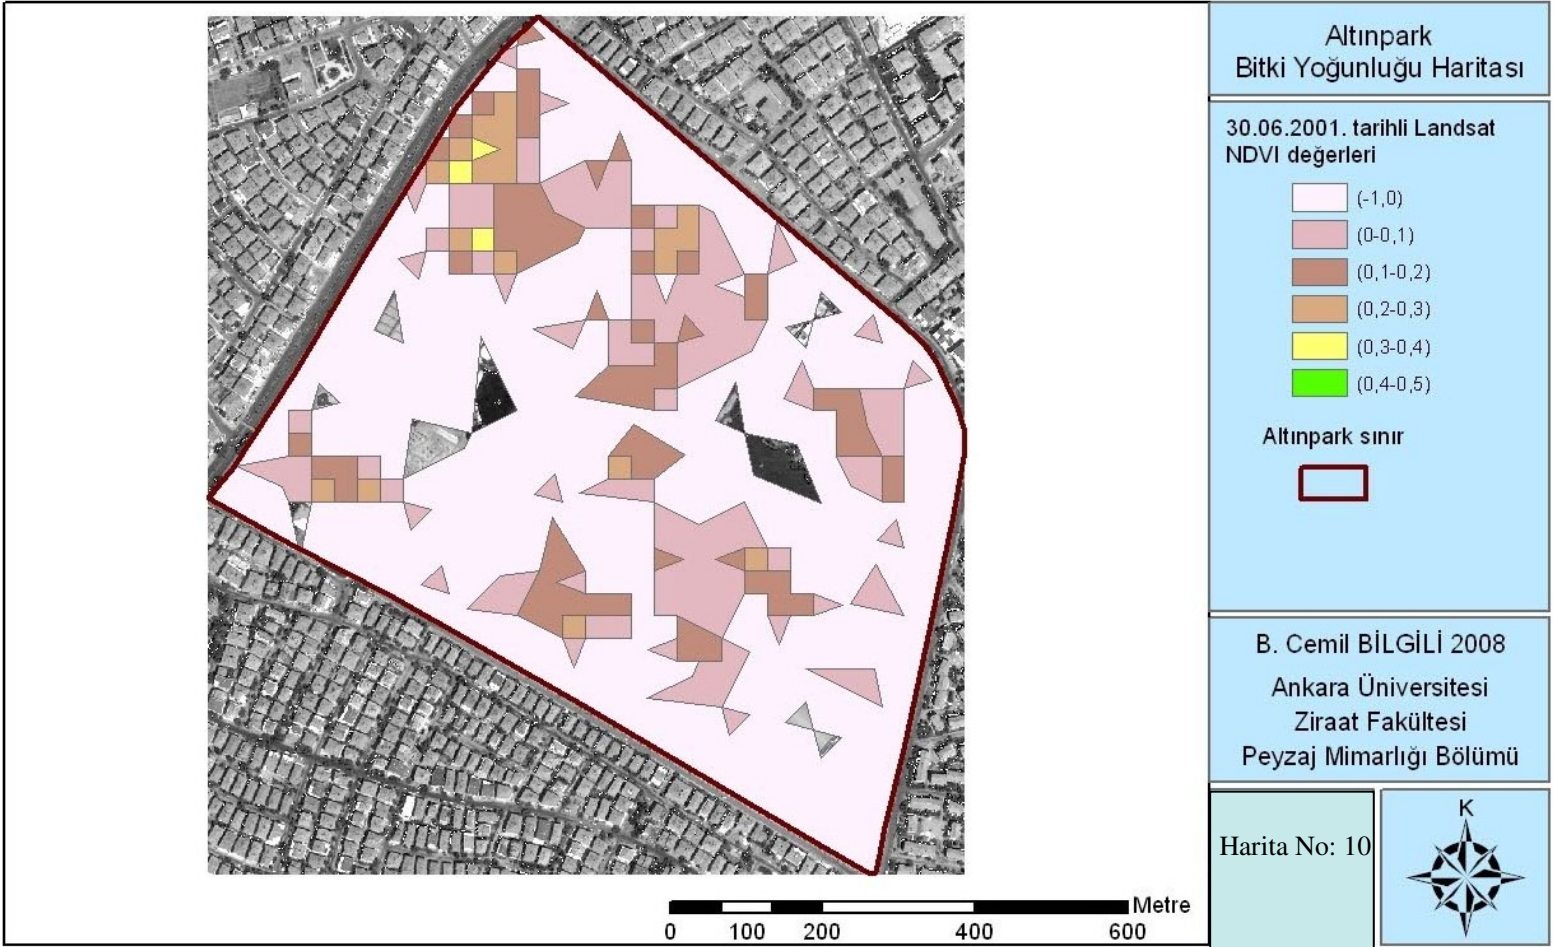 Altınpark
Bitki Yoğunluğu Haritası
30.06.2001. tarihli Landsat
NDVI değerleri
(-1,0)
(0-0,1)
(0,1-0,2)
(0,2-0,3)
(0,3-0,4)
(0,4-0,5)
Altınpark sınır
B. Cemil BİLGİLİ 2008
Ankara Üniversitesi
Ziraat Fakültesi
Peyzaj Mimarlığı Bölümü
Harita No: 10
K
Metre
0 100 200 400 600